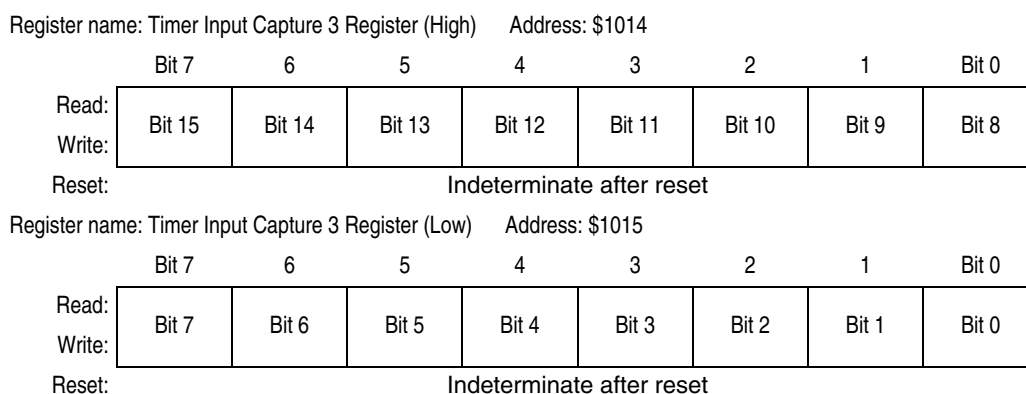 Register name: Timer Input Capture 3 Register (High) Address: $1014
Bit 7 6 5 4 3 2 1 Bit 0
Read:
Bit 15 Bit 14 Bit 13 Bit 12 Bit 11 Bit 10 Bit 9 Bit 8
Write:
Reset: Indeterminate after reset
Register name: Timer Input Capture 3 Register (Low) Address: $1015
Bit 7 6 5 4 3 2 1 Bit 0
Read:
Bit 7 Bit 6 Bit 5 Bit 4 Bit 3 Bit 2 Bit 1 Bit 0
Write:
Reset: Indeterminate after reset